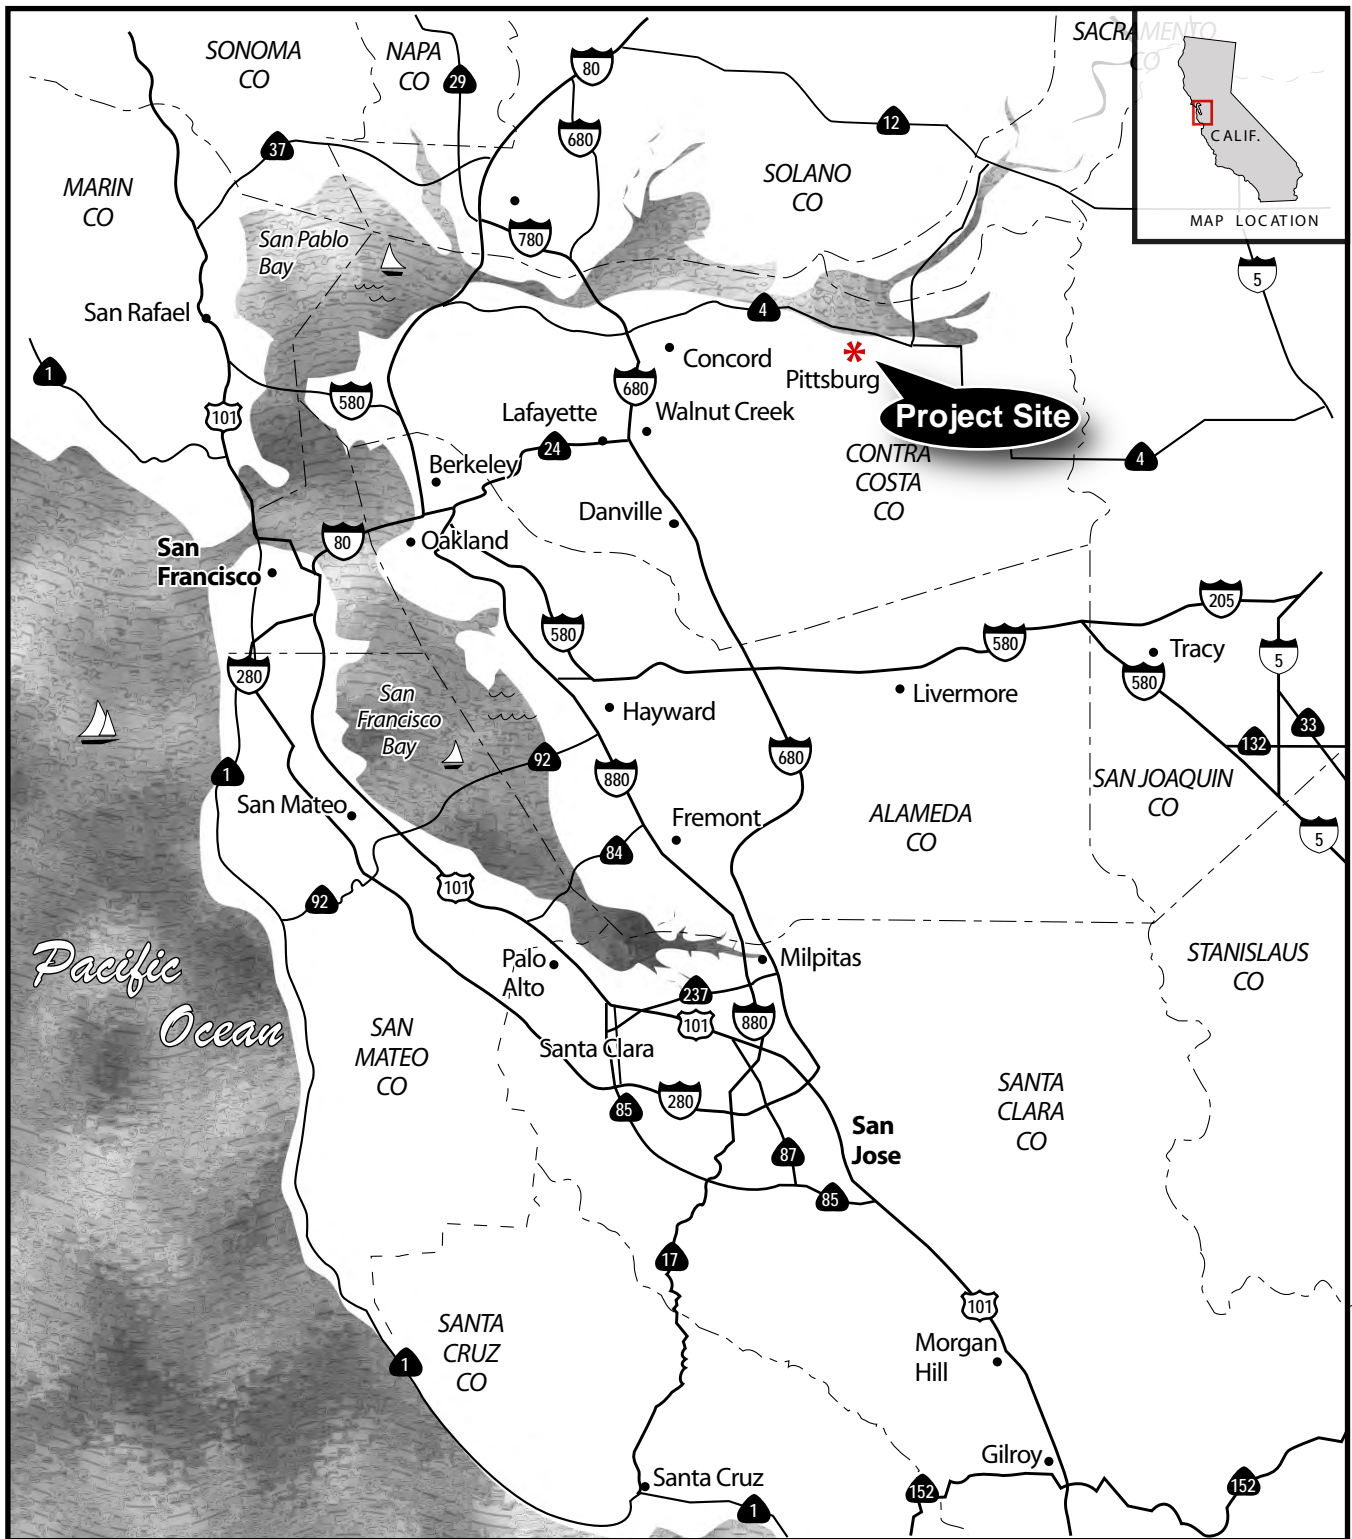 SONOMA
CO
NAPA
CO
SACRAMENTO
CO
29
80
680
12
37
CALIF.
MAP LOCATION
MARIN
CO
SOLANO
CO
San Pablo
Bay
780
5
San Rafael
4
1
Concord
Pittsburg
680
580
101
Lafayette
Walnut Creek
Project Site
24
Berkeley
CONTRA
COSTA
CO
4
Danville
80
Oakland
San
Francisco
205
580
580
Tracy
5
280
580
San
Francisco
Bay
Livermore
Hayward
33
132
92
680
1
880
SAN JOAQUIN
CO
San Mateo
Fremont
ALAMEDA
CO
5
84
101
92
Pacific
Ocean
Palo
Alto
Milpitas
STANISLAUS
CO
237
101
880
SAN
MATEO
CO
Santa Clara
280
85
SANTA
CLARA
CO
San
Jose
87
85
17
101
SANTA
CRUZ
CO
Morgan
Hill
1
Gilroy
Santa Cruz
152
152
1